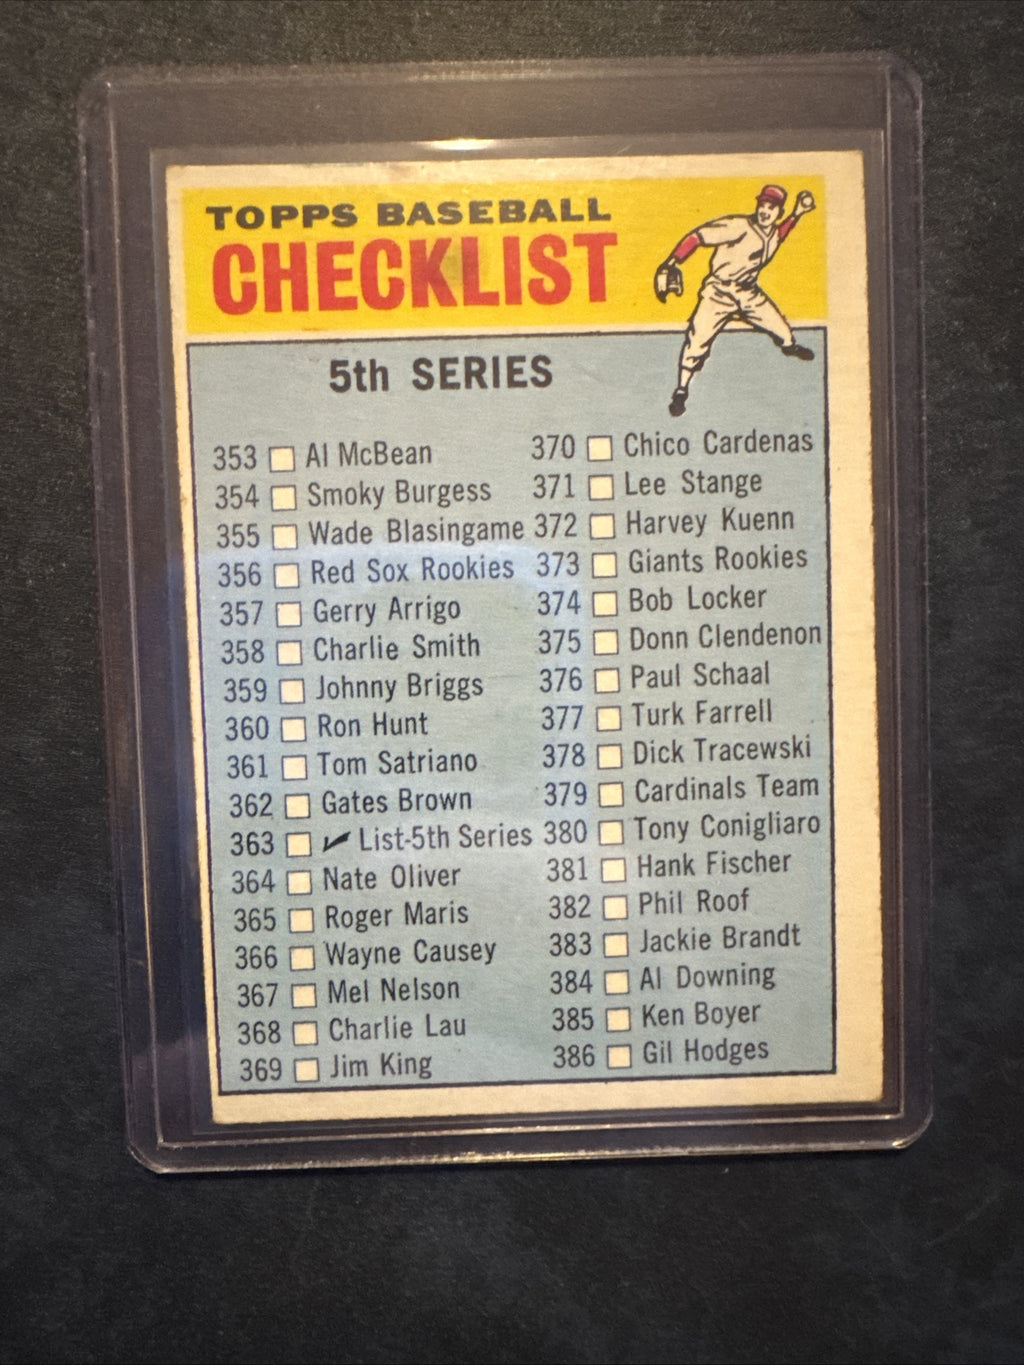 TOPPS BASEBALL
CHECKLIST
5th SERIES
353 Al McBean
354 Smoky Burgess
355 Wade Blasingame
356 Red Sox Rookies
357 Gerry Arrigo
358 Charlie Smith
359 Johnny Briggs
360 Ron Hunt
361 Tom Satriano
362 Gates Brown
363 ✓ List-5th Series
364 Nate Oliver
365 Roger Maris
366 Wayne Causey
367 Mel Nelson
368 Charlie Lau
369 Jim King
370 Chico Cardenas
371 Lee Stange
372 Harvey Kuenn
373 Giants Rookies
374 Bob Locker
375 Donn Clendenon
376 Paul Schaal
377 Turk Farrell
378 Dick Tracewski
379 Cardinals Team
380 Tony Conigliaro
381 Hank Fischer
382 Phil Roof
383 Jackie Brandt
384 Al Downing
385 Ken Boyer
386 Gil Hodges